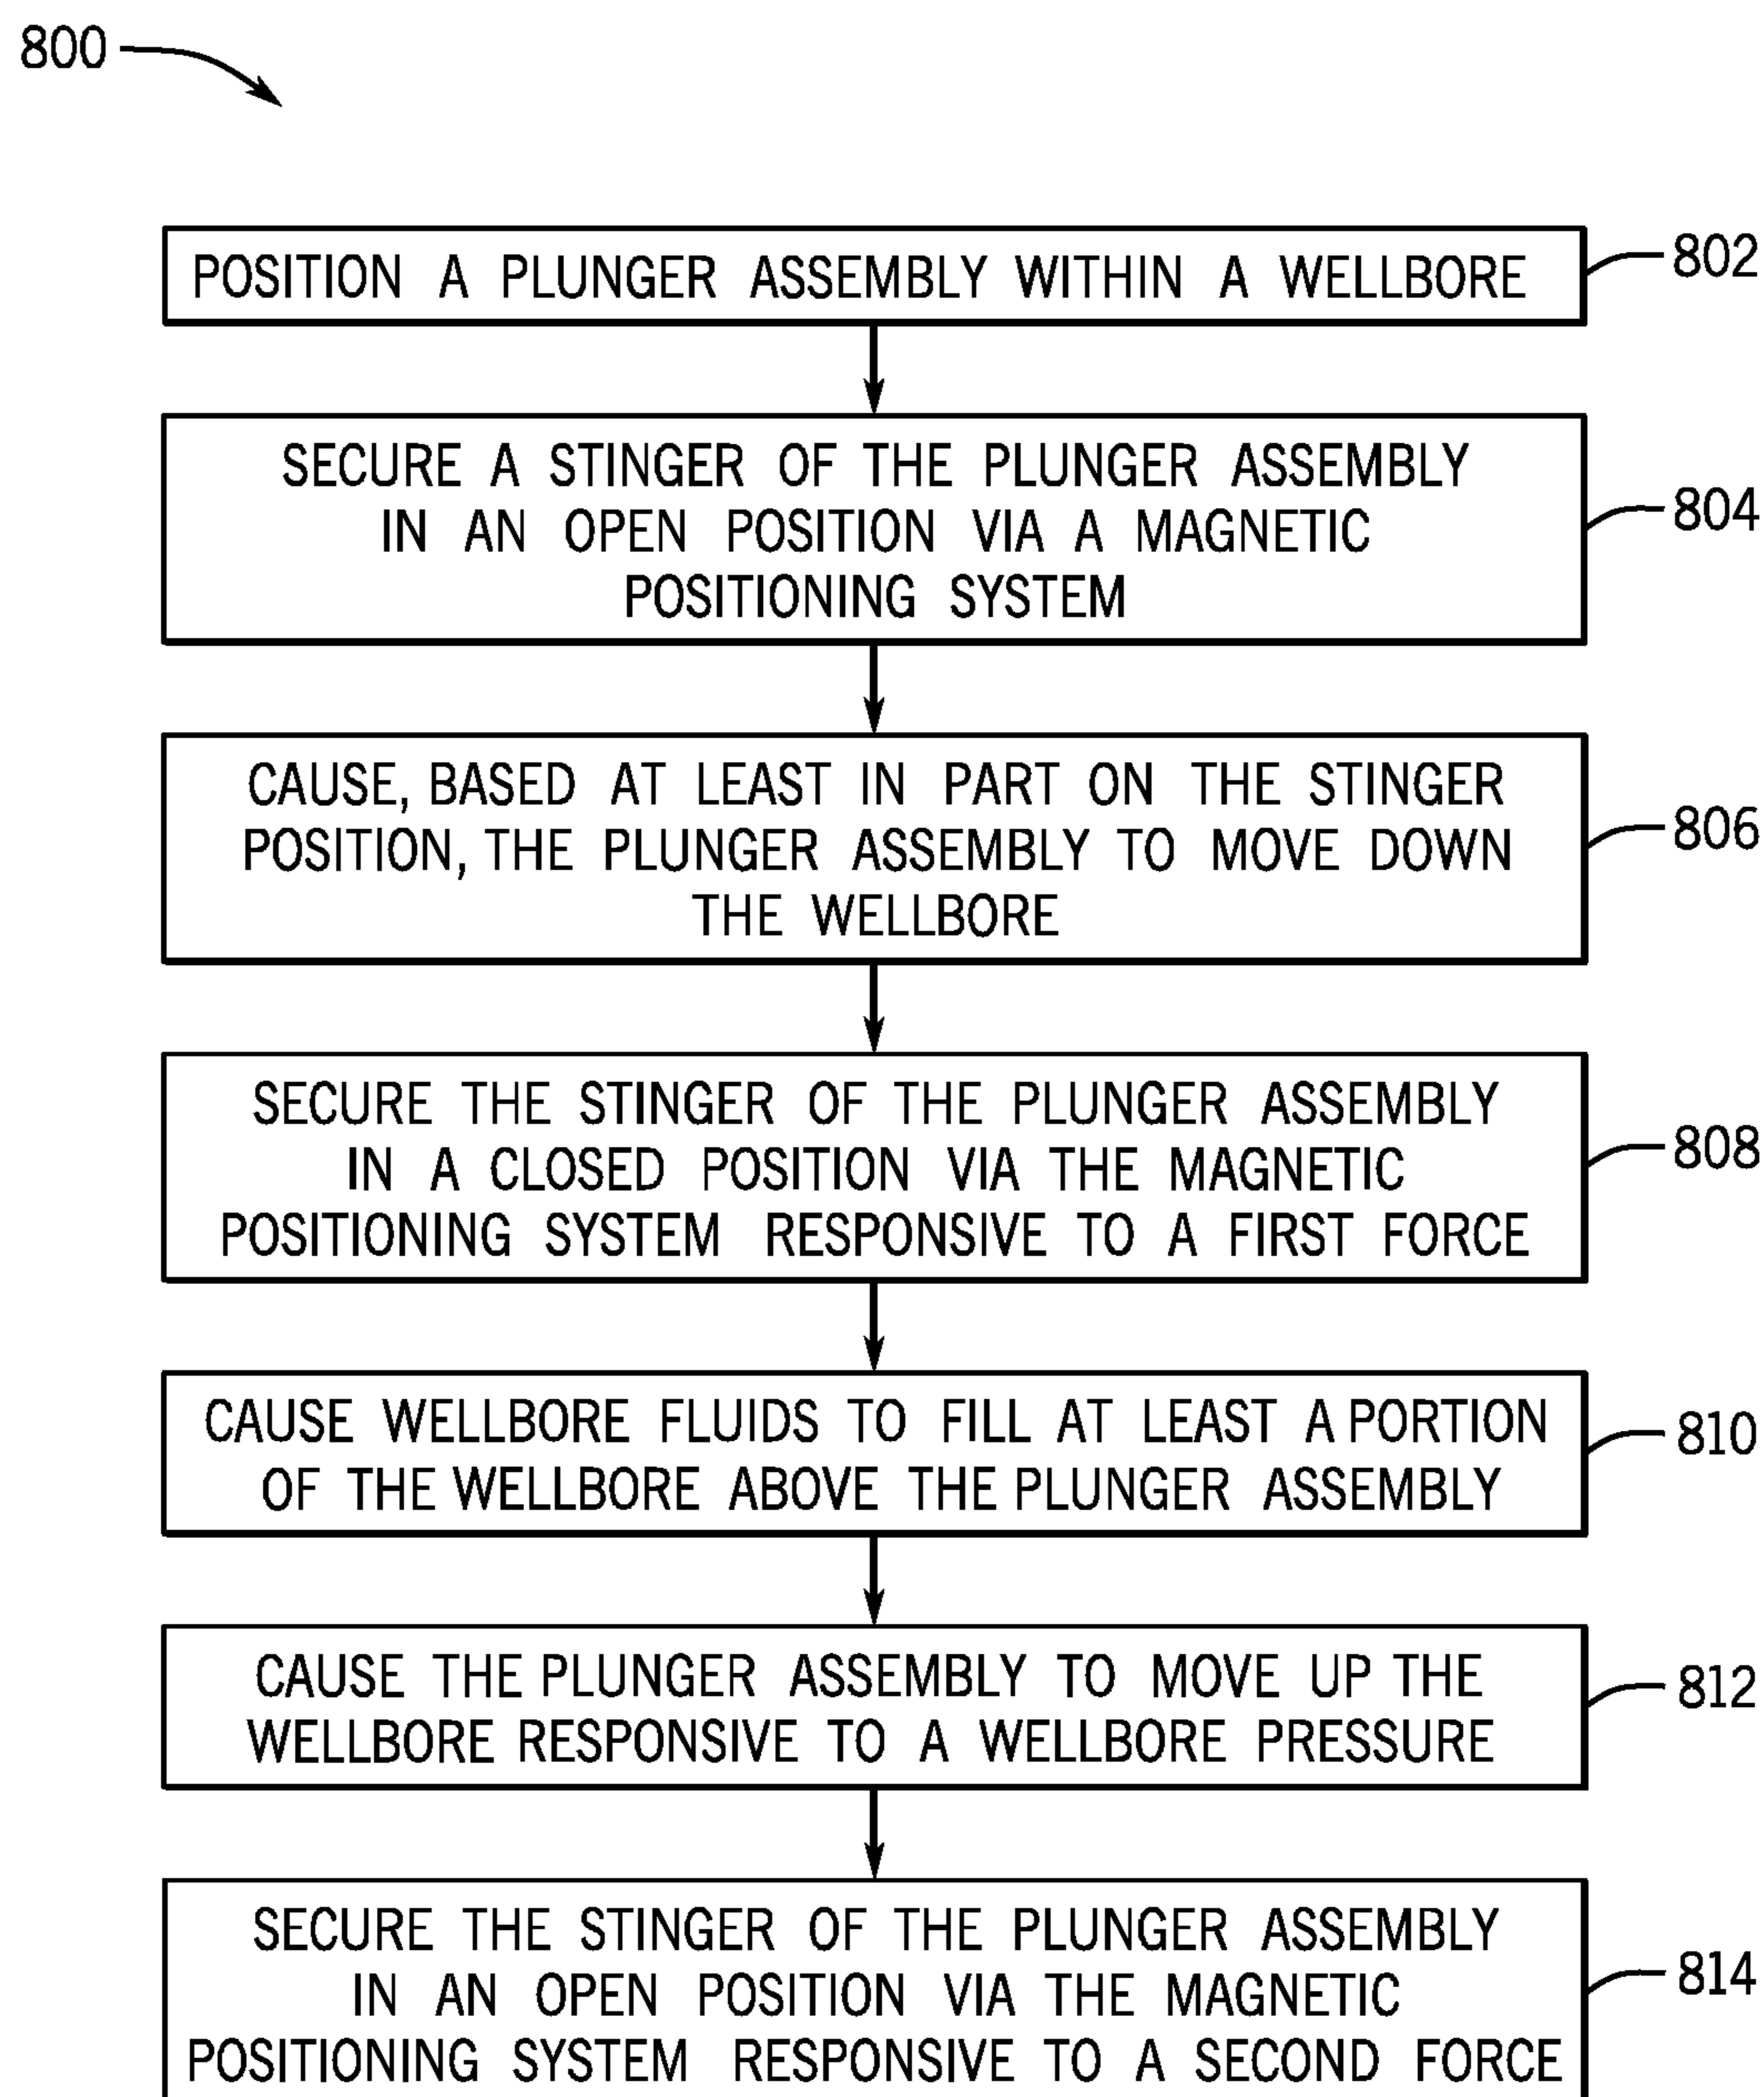 800
POSITION A PLUNGER ASSEMBLY WITHIN A WELLBORE
802
SECURE A STINGER OF THE PLUNGER ASSEMBLY
IN AN OPEN POSITION VIA A MAGNETIC
POSITIONING SYSTEM
804
CAUSE, BASED AT LEAST IN PART ON THE STINGER
POSITION, THE PLUNGER ASSEMBLY TO MOVE DOWN
THE WELLBORE
806
SECURE THE STINGER OF THE PLUNGER ASSEMBLY
IN A CLOSED POSITION VIA THE MAGNETIC
POSITIONING SYSTEM RESPONSIVE TO A FIRST FORCE
808
CAUSE WELLBORE FLUIDS TO FILL AT LEAST A PORTION
OF THE WELLBORE ABOVE THE PLUNGER ASSEMBLY
810
CAUSE THE PLUNGER ASSEMBLY TO MOVE UP THE
WELLBORE RESPONSIVE TO A WELLBORE PRESSURE
812
SECURE THE STINGER OF THE PLUNGER ASSEMBLY
IN AN OPEN POSITION VIA THE MAGNETIC
POSITIONING SYSTEM RESPONSIVE TO A SECOND FORCE
814